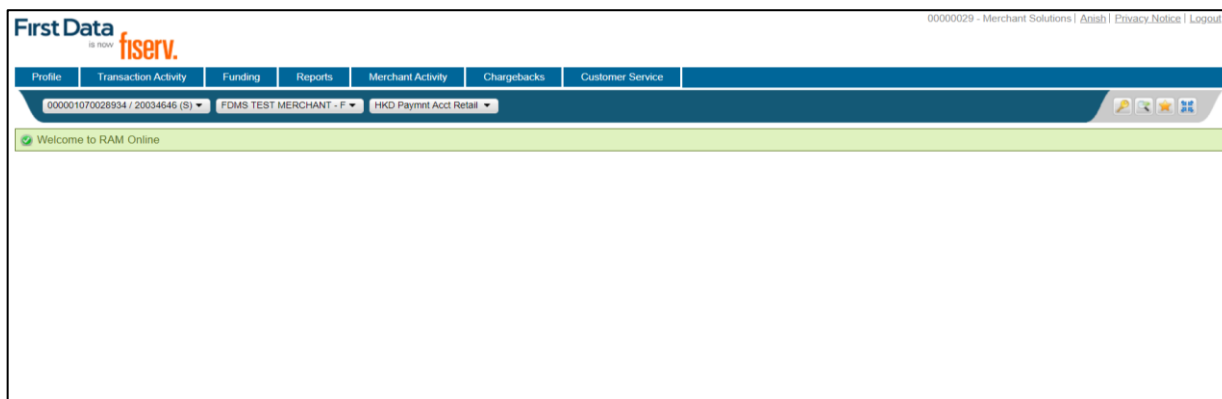 First Data
is now fiserv.
00000029 - Merchant Solutions | Anish | Privacy Notice | Logout
Profile Transaction Activity Funding Reports Merchant Activity Chargebacks Customer Service
000001070028934 / 20034646 (S) FDMS TEST MERCHANT - F HKD Paymnt Acct Retail
Welcome to RAM Online